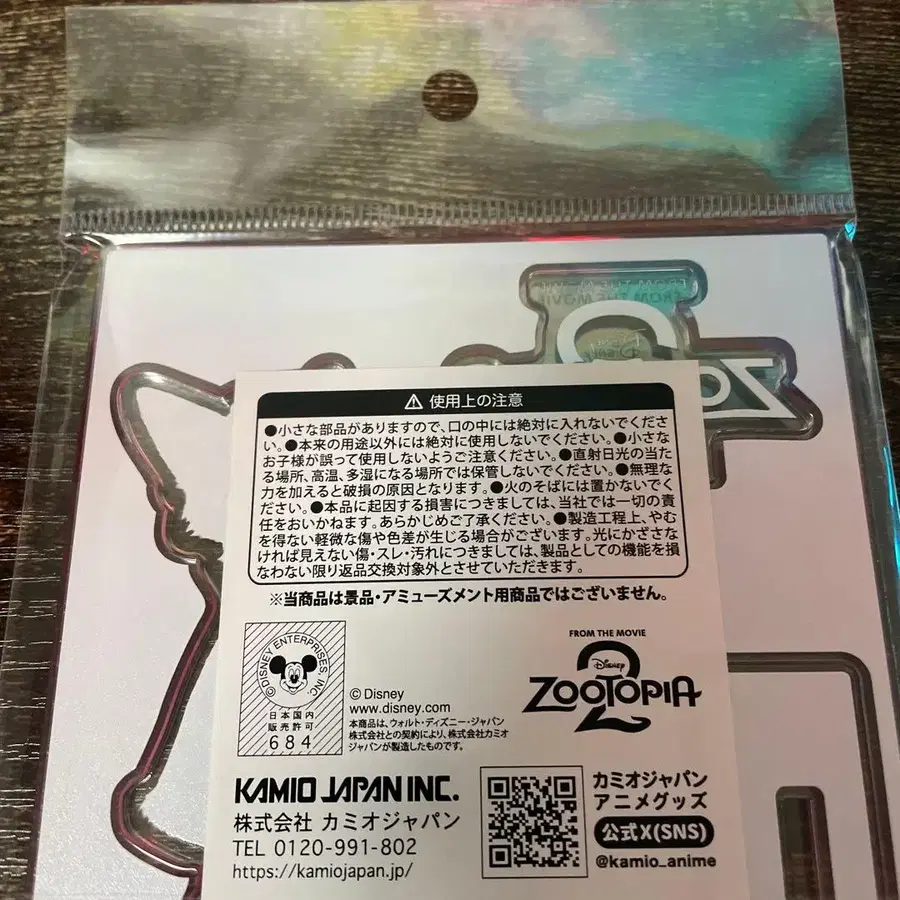 FROM THE MOVIE
Disney
ZO
⚠ 使用上の注意
●小さな部品がありますので、口の中には絶対に入れないでくださ
い。●本来の用途以外には絶対に使用しないでください。●小さな
お子様が誤って使用しないようご注意ください。●直射日光の当た
る場所、高温、多湿になる場所では保管しないでください。●無理な
力を加えると破損の原因となります。●火のそばには置かないでく
ださい。●本品に起因する損害につきましては、当社では一切の責
任をおいかねます。あらかじめご了承ください。●製造工程上、やむ
を得ない軽微な傷や色差が生じる場合がございます。光にかざさな
ければ見えない傷・スレ・汚れにつきましては、製品としての機能を損
なわない限り返品交換対象外とさせていただきます。
※当商品は景品・アミューズメント用商品ではございません。
©DISNEY ENTERPRISES, INC.
日本国内
販売許可
684
© Disney
www.disney.com
本商品は、ウォルト・ディズニー・ジャパン
株式会社との契約により、株式会社カミオ
ジャパンが製造したものです。
FROM THE MOVIE
Disney
ZOOTOPIA
2
KAMIO JAPAN INC.
株式会社 カミオジャパン
TEL 0120-991-802
https://kamiojapan.jp/
カミオジャパン
アニメグッズ
公式X(SNS)
@kamio_anime